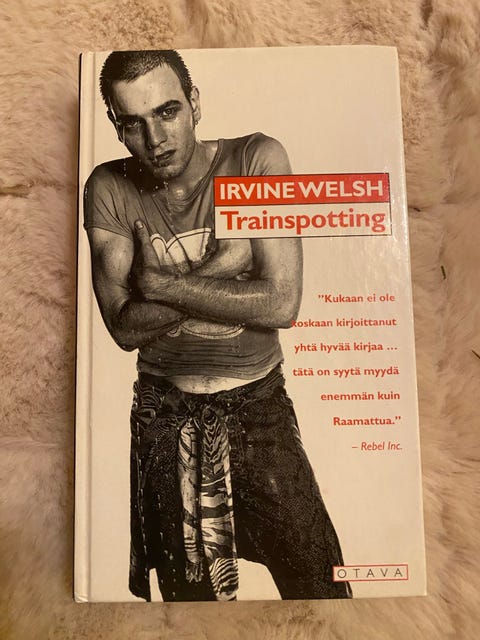 IRVINE WELSH
Trainspotting
"Kukaan ei ole
koskaan kirjoittanut
yhtä hyvää kirjaa ...
tätä on syytä myydä
enemmän kuin
Raamattua."
– Rebel Inc.
OTAVA